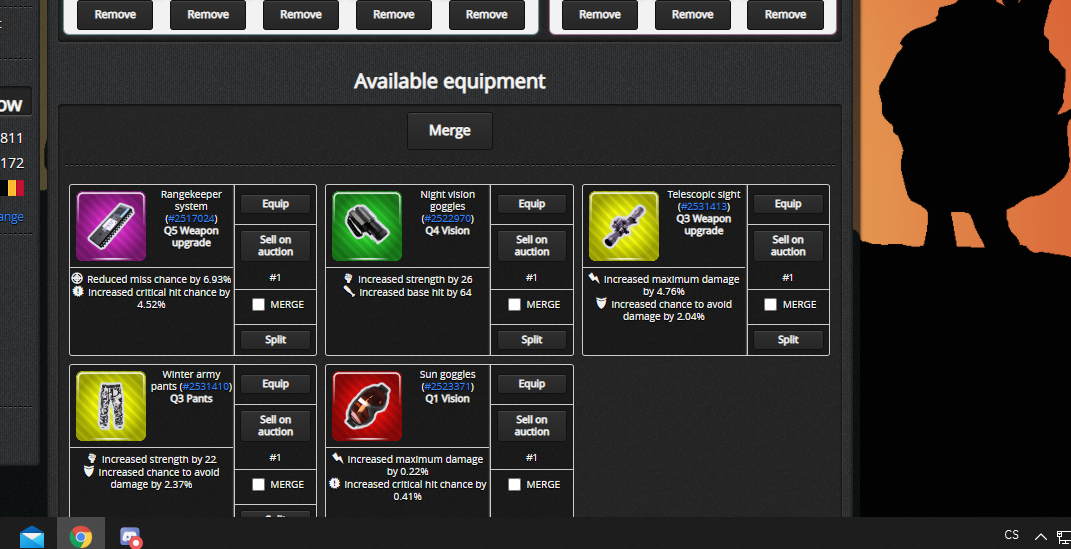 Remove Remove Remove Remove Remove Remove Remove Remove
Available equipment
ow
Merge
811
172
ange
Rangekeeper
system
(#2517024)
Q5 Weapon
upgrade
Equip
Sell on
auction
Reduced miss chance by 6.93%
Increased critical hit chance by
4.52%
#1
MERGE
Split
Night vision
goggles
(#2522970)
Q4 Vision
Equip
Sell on
auction
Increased strength by 26
Increased base hit by 64
#1
MERGE
Split
Telescopic sight
(#2531413)
Q3 Weapon
upgrade
Equip
Sell on
auction
Increased maximum damage
by 4.76%
Increased chance to avoid
damage by 2.04%
#1
MERGE
Split
Winter army
pants (#2531410)
Q3 Pants
Equip
Sell on
auction
Increased strength by 22
Increased chance to avoid
damage by 2.37%
#1
MERGE
Sun goggles
(#2523371)
Q1 Vision
Equip
Sell on
auction
Increased maximum damage
by 0.22%
Increased critical hit chance by
0.41%
#1
MERGE
CS